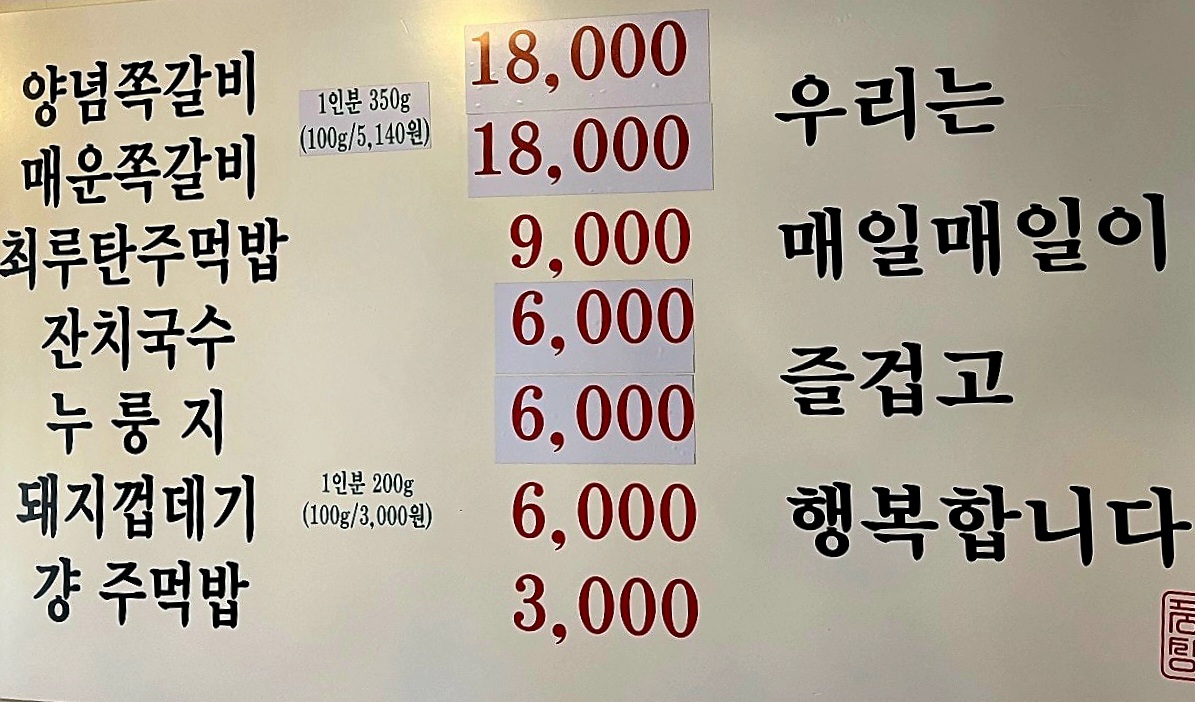 양념쪽갈비 18,000
1인분 350g
(100g/5,140원)
매운쪽갈비 18,000
최루탄주먹밥 9,000
잔치국수 6,000
누룽지 6,000
돼지껍데기 1인분 200g 6,000
(100g/3,000원)
걍 주먹밥 3,000
우리는
매일매일이
즐겁고
행복합니다